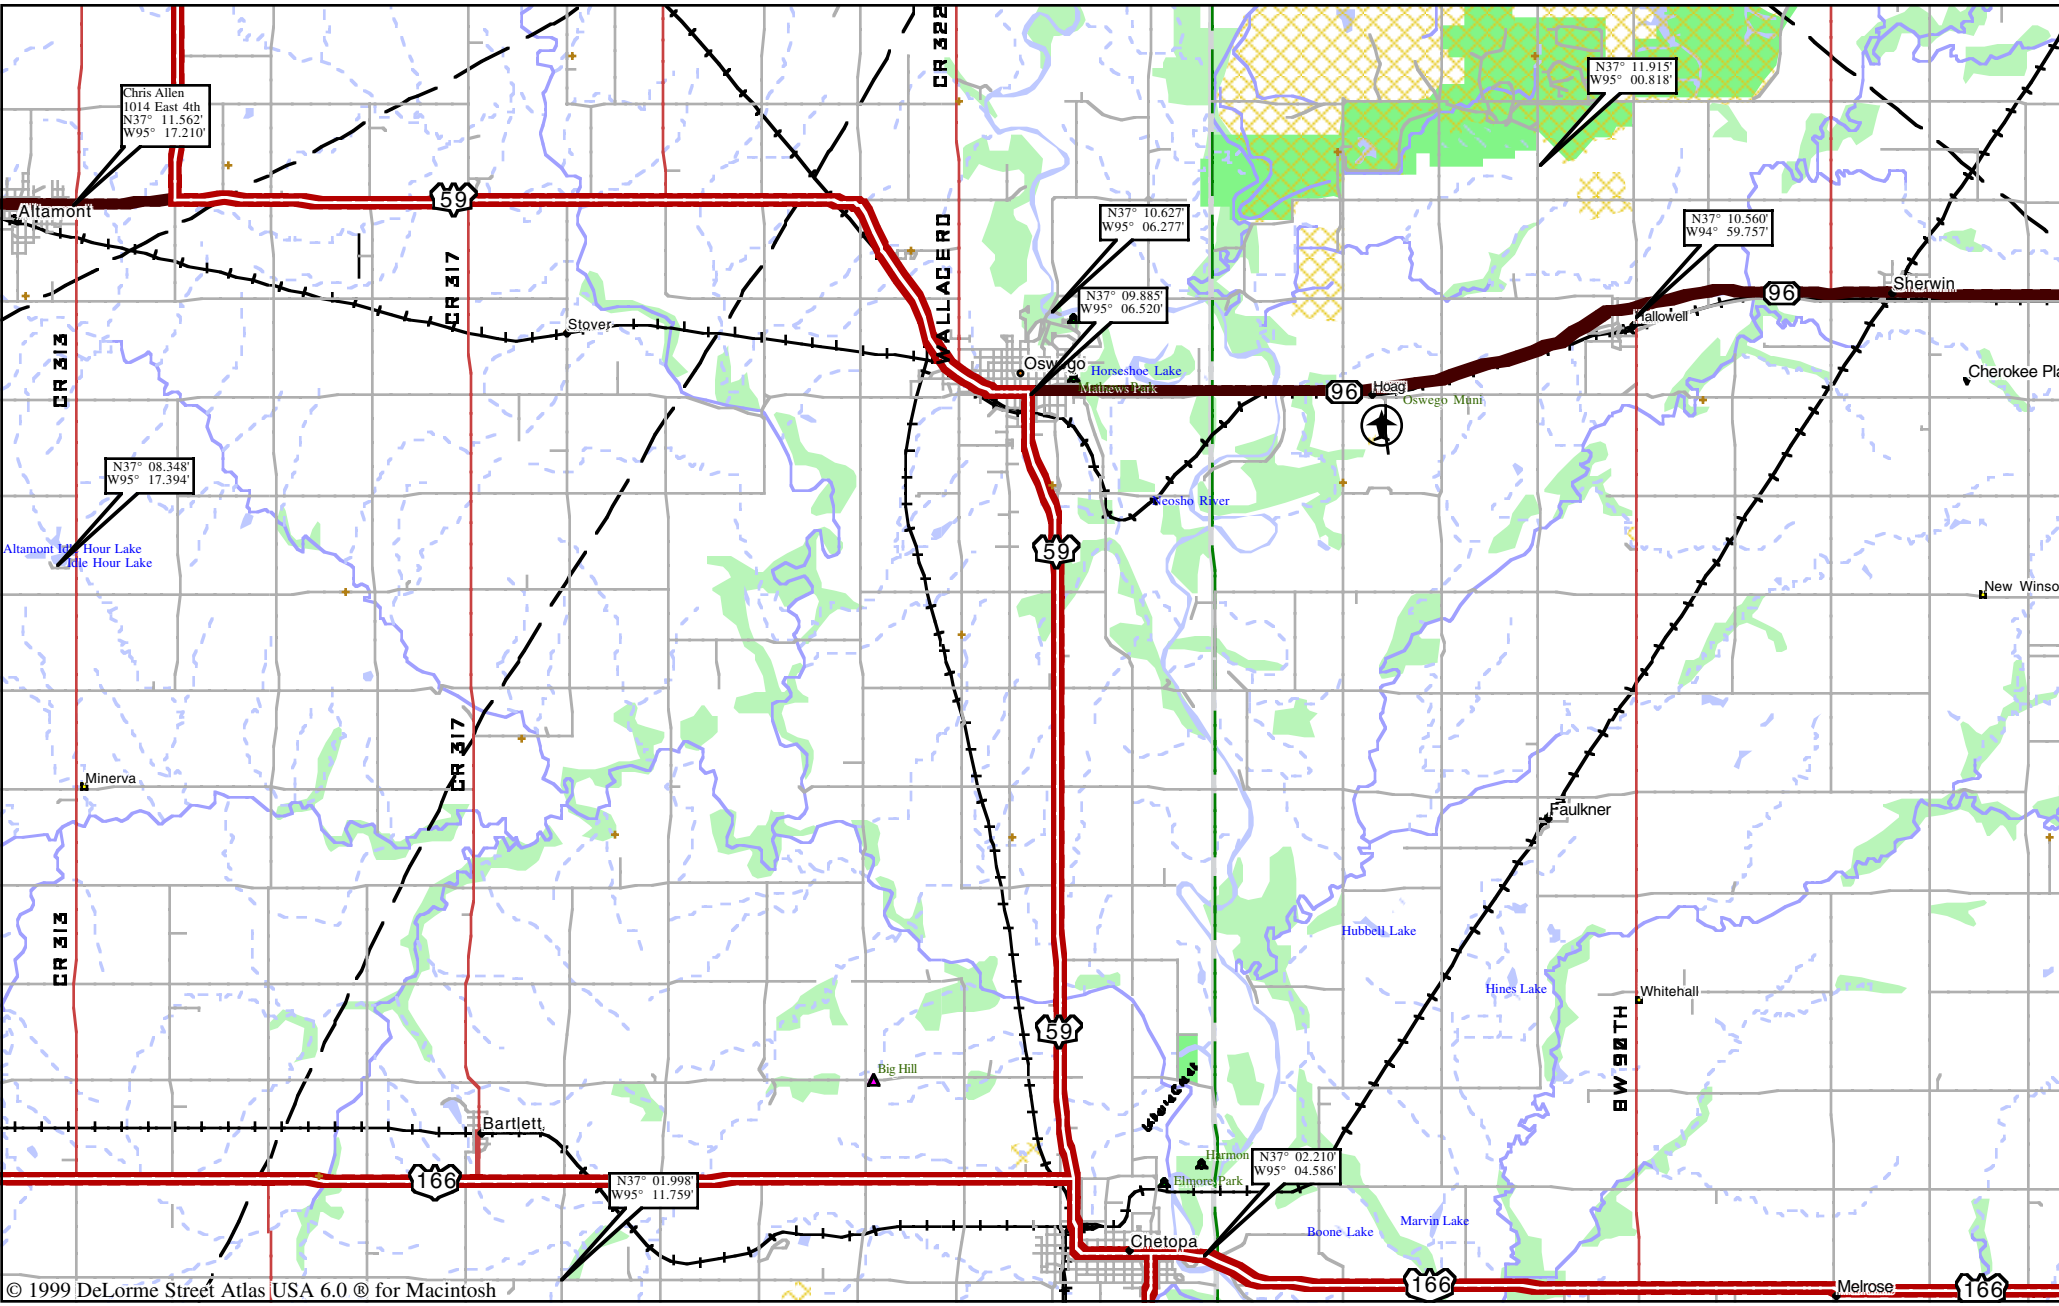 CR 322
N37° 11.915'
W95° 00.818'
Chris Allen
1014 East 4th
N37° 11.562'
W95° 17.210'
59
Altamont
N37° 10.627'
W95° 06.277'
N37° 10.560'
W94° 59.757'
WALLACE RD
CR 317
Sherwin
96
N37° 09.885'
W95° 06.520'
Stover
Hallowell
CR 313
Oswego
Horseshoe Lake
Cherokee Pla
Mathews Park
96
Hoag
Oswego Muni
N37° 08.348'
W95° 17.394'
Neosho River
Altamont Idle Hour Lake
Idle Hour Lake
59
New Winso
CR 317
Minerva
Faulkner
CR 313
Hubbell Lake
Hines Lake
Whitehall
59
BW 90TH
Big Hill
Bartlett
Harmon
N37° 02.210'
W95° 04.586'
166
Elmore Park
N37° 01.998'
W95° 11.759'
Marvin Lake
Boone Lake
Chetopa
166
Melrose
166
© 1999 DeLorme Street Atlas USA 6.0 ® for Macintosh